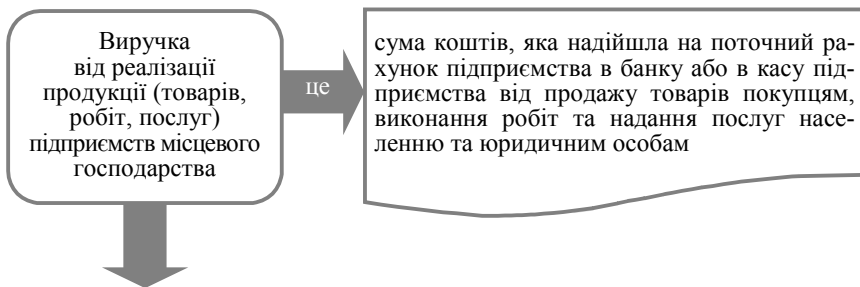 Виручка
від реалізації
продукції (товарів,
робіт, послуг)
підприємств місцевого
господарства
це
сума коштів, яка надійшла на поточний ра-
хунок підприємства в банку або в касу під-
приємства від продажу товарів покупцям,
виконання робіт та надання послуг насе-
ленню та юридичним особам